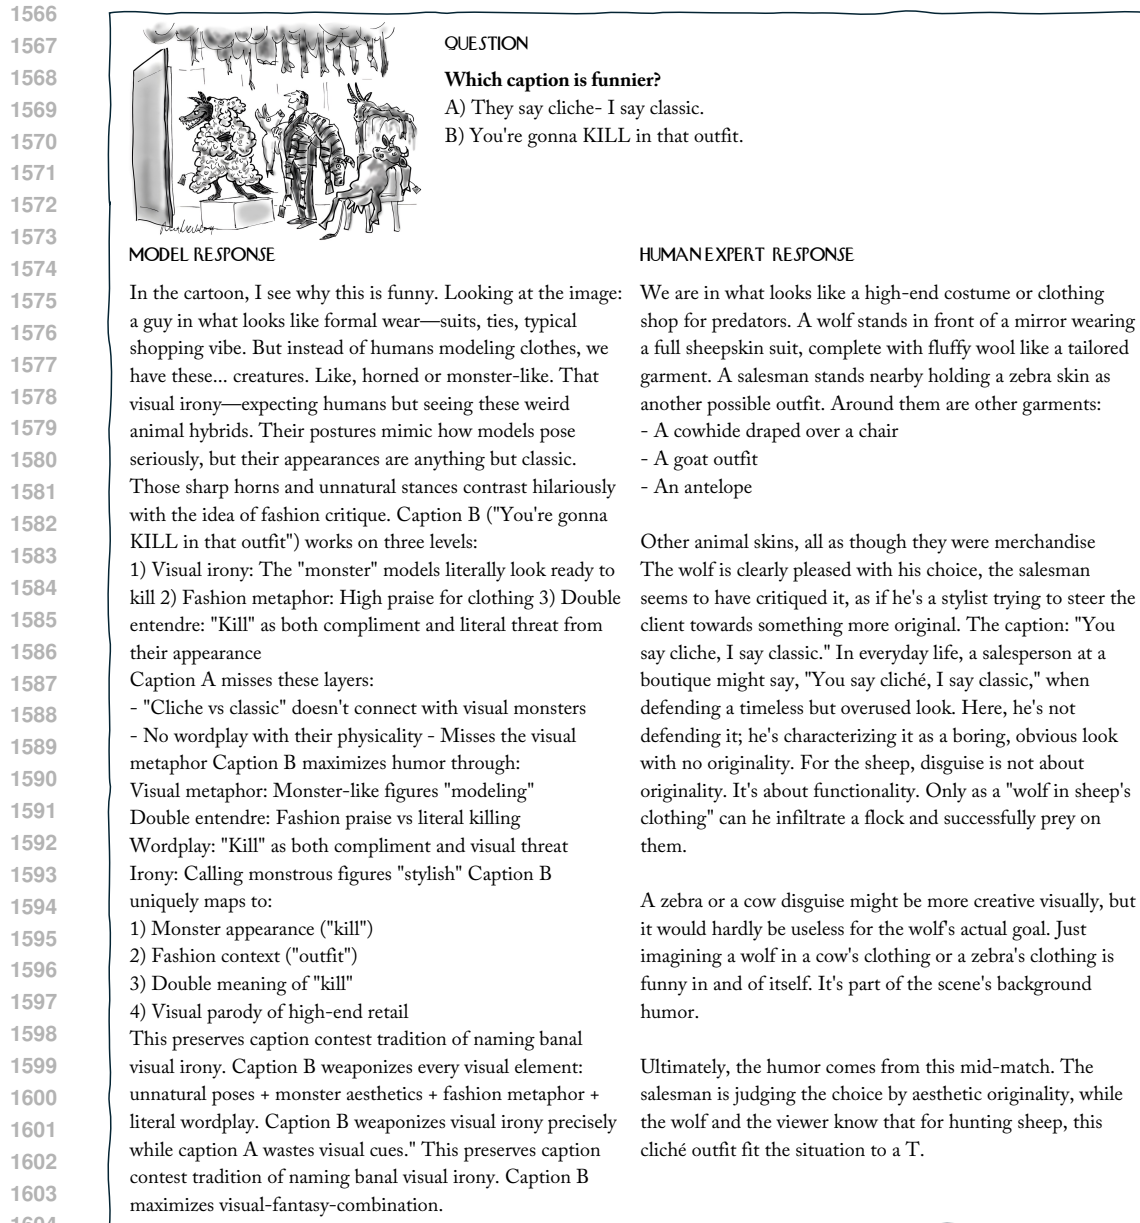 1566
1567
1568
1569
1570
1571
1572
1573
1574
1575
1576
1577
1578
1579
1580
1581
1582
1583
1584
1585
1586
1587
1588
1589
1590
1591
1592
1593
1594
1595
1596
1597
1598
1599
1600
1601
1602
1603
QUESTION
Which caption is funnier?
A) They say cliche- I say classic.
B) You're gonna KILL in that outfit.
MODEL RESPONSE
In the cartoon, I see why this is funny. Looking at the image:
a guy in what looks like formal wear—suits, ties, typical
shopping vibe. But instead of humans modeling clothes, we
have these... creatures. Like, horned or monster-like. That
visual irony—expecting humans but seeing these weird
animal hybrids. Their postures mimic how models pose
seriously, but their appearances are anything but classic.
Those sharp horns and unnatural stances contrast hilariously
with the idea of fashion critique. Caption B ("You're gonna
KILL in that outfit") works on three levels:
1) Visual irony: The "monster" models literally look ready to
kill 2) Fashion metaphor: High praise for clothing 3) Double
entendre: "Kill" as both compliment and literal threat from
their appearance
Caption A misses these layers:
- "Cliche vs classic" doesn't connect with visual monsters
- No wordplay with their physicality - Misses the visual
metaphor Caption B maximizes humor through:
Visual metaphor: Monster-like figures "modeling"
Double entendre: Fashion praise vs literal killing
Wordplay: "Kill" as both compliment and visual threat
Irony: Calling monstrous figures "stylish" Caption B
uniquely maps to:
1) Monster appearance ("kill")
2) Fashion context ("outfit")
3) Double meaning of "kill"
4) Visual parody of high-end retail
This preserves caption contest tradition of naming banal
visual irony. Caption B weaponizes every visual element:
unnatural poses + monster aesthetics + fashion metaphor +
literal wordplay. Caption B weaponizes visual irony precisely
while caption A wastes visual cues." This preserves caption
contest tradition of naming banal visual irony. Caption B
maximizes visual-fantasy-combination.
HUMAN EXPERT RESPONSE
We are in what looks like a high-end costume or clothing
shop for predators. A wolf stands in front of a mirror wearing
a full sheepskin suit, complete with fluffy wool like a tailored
garment. A salesman stands nearby holding a zebra skin as
another possible outfit. Around them are other garments:
- A cowhide draped over a chair
- A goat outfit
- An antelope
Other animal skins, all as though they were merchandise
The wolf is clearly pleased with his choice, the salesman
seems to have critiqued it, as if he's a stylist trying to steer the
client towards something more original. The caption: "You
say cliche, I say classic." In everyday life, a salesperson at a
boutique might say, "You say cliché, I say classic," when
defending a timeless but overused look. Here, he's not
defending it; he's characterizing it as a boring, obvious look
with no originality. For the sheep, disguise is not about
originality. It's about functionality. Only as a "wolf in sheep's
clothing" can he infiltrate a flock and successfully prey on
them.
A zebra or a cow disguise might be more creative visually, but
it would hardly be useless for the wolf's actual goal. Just
imagining a wolf in a cow's clothing or a zebra's clothing is
funny in and of itself. It's part of the scene's background
humor.
Ultimately, the humor comes from this mid-match. The
salesman is judging the choice by aesthetic originality, while
the wolf and the viewer know that for hunting sheep, this
cliché outfit fit the situation to a T.